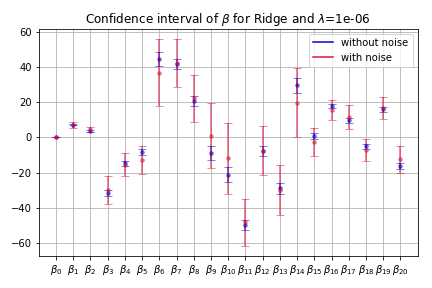 Confidence interval of β for Ridge and λ=1e-06
without noise
with noise
60
40
20
0
−20
−40
−60
β₀ β₁ β₂ β₃ β₄ β₅ β₆ β₇ β₈ β₉ β₁₀ β₁₁ β₁₂ β₁₃ β₁₄ β₁₅ β₁₆ β₁₇ β₁₈ β₁₉ β₂₀